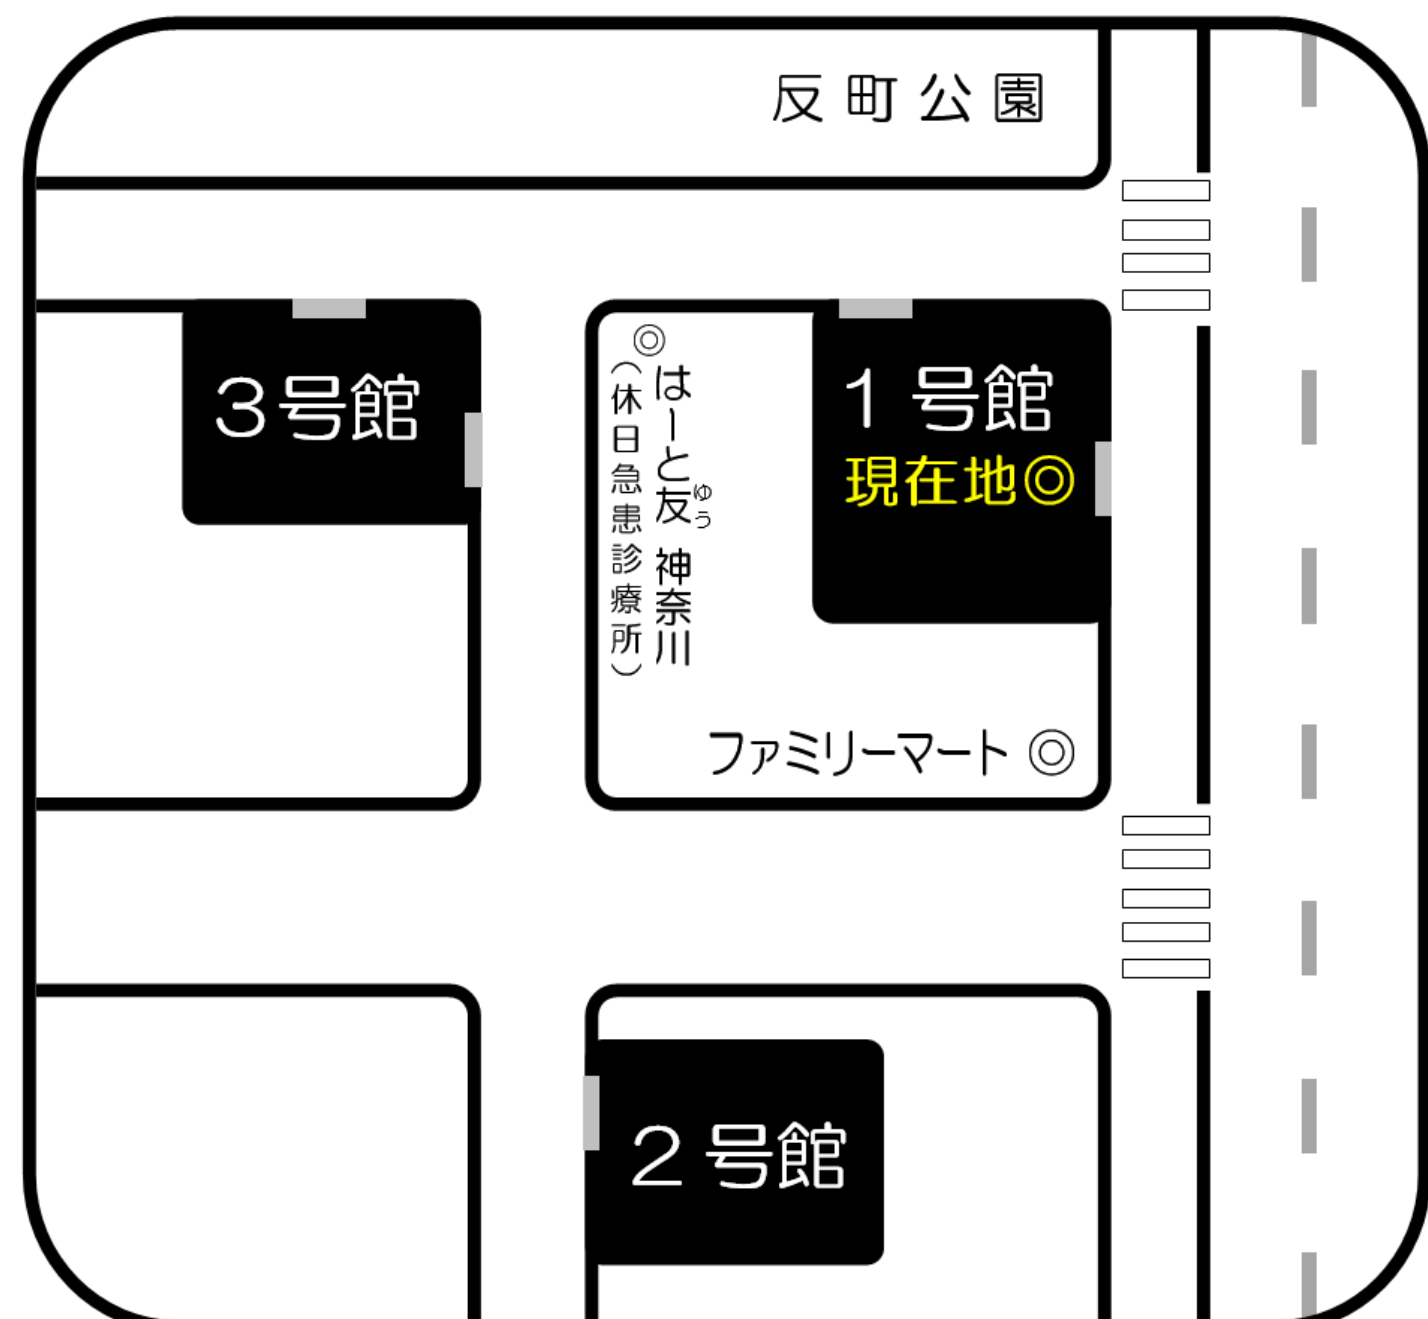 反町公園
3号館
1号館
現在地◎
◎
はーと友 神奈川
ゆう
（休日急患診療所）
ファミリーマート ◎
2号館